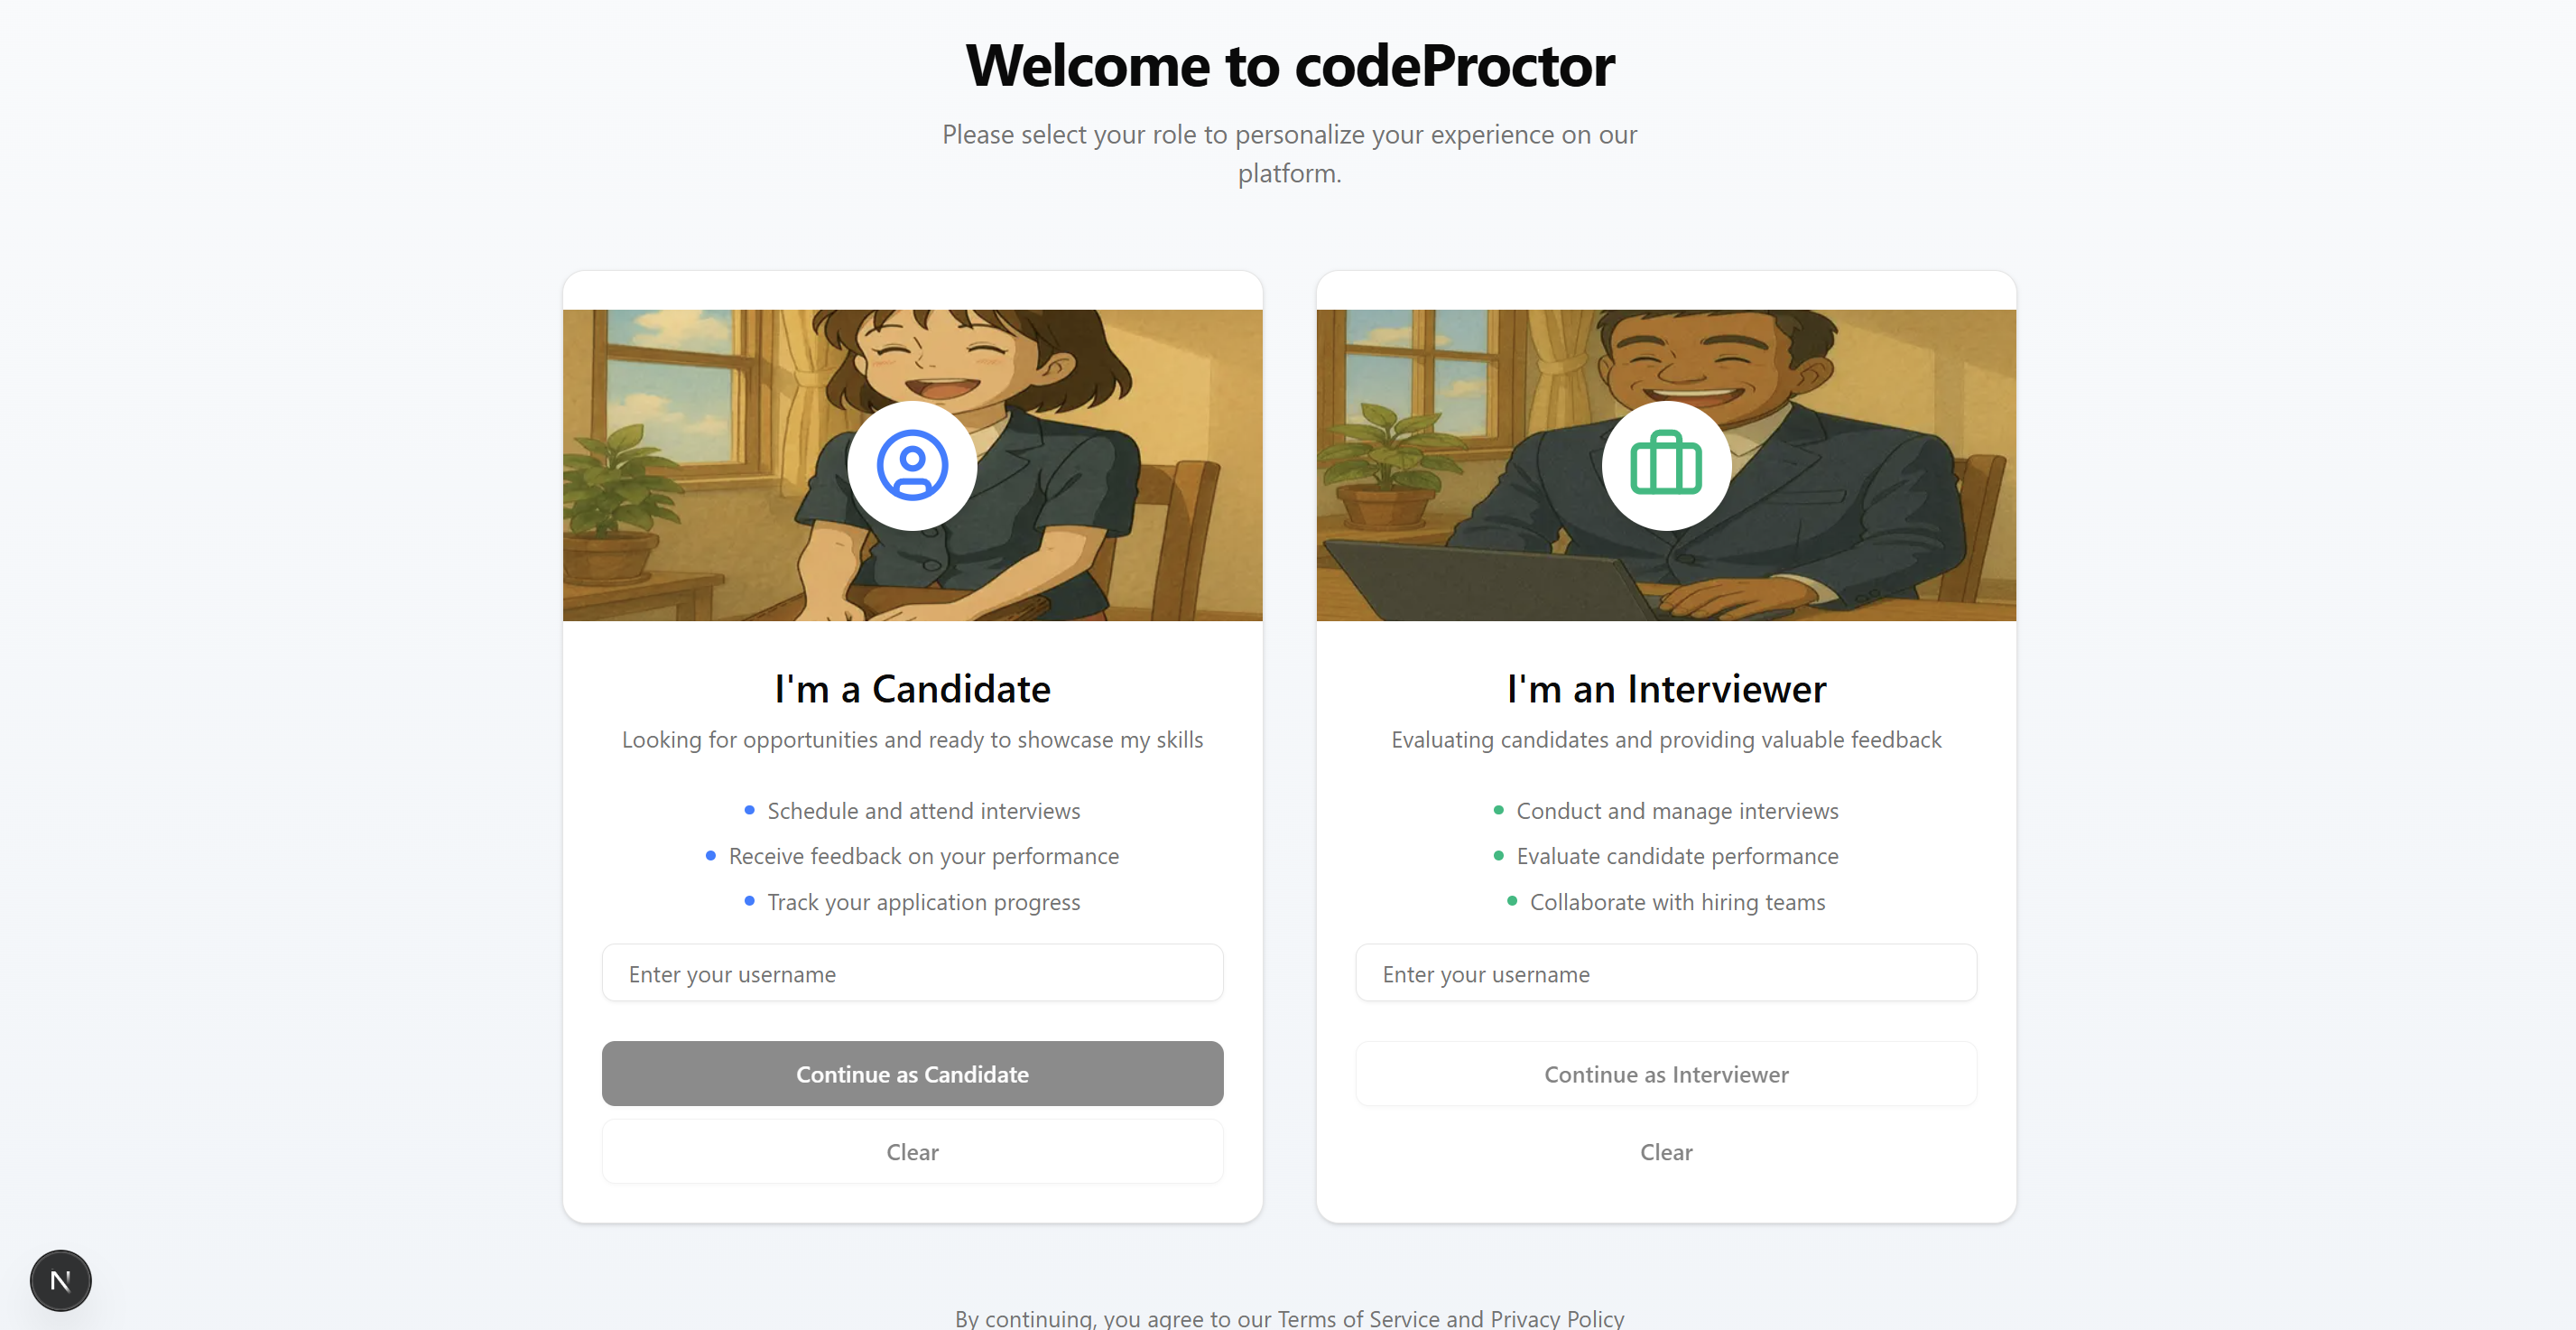 Welcome to codeProctor
Please select your role to personalize your experience on our
platform.
I'm a Candidate
Looking for opportunities and ready to showcase my skills
Schedule and attend interviews
Receive feedback on your performance
Track your application progress
Enter your username
Continue as Candidate
Clear
I'm an Interviewer
Evaluating candidates and providing valuable feedback
Conduct and manage interviews
Evaluate candidate performance
Collaborate with hiring teams
Enter your username
Continue as Interviewer
Clear
N
By continuing, you agree to our Terms of Service and Privacy Policy